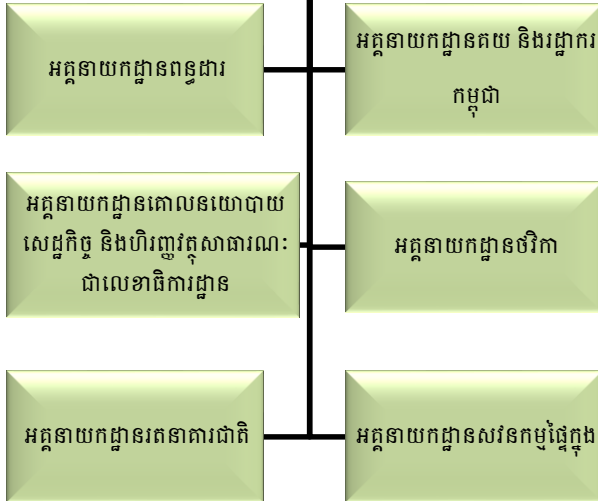 អគ្គនាយកដ្ឋានពន្ធដារ
អគ្គនាយកដ្ឋានគយ និងរដ្ឋាករ
កម្ពុជា
អគ្គនាយកដ្ឋានគោលនយោបាយ
សេដ្ឋកិច្ច និងហិរញ្ញវត្ថុសាធារណៈ
ជាលេខាធិការដ្ឋាន
អគ្គនាយកដ្ឋានថវិកា
អគ្គនាយកដ្ឋានរតនាគារជាតិ
អគ្គនាយកដ្ឋានសវនកម្មផ្ទៃក្នុង